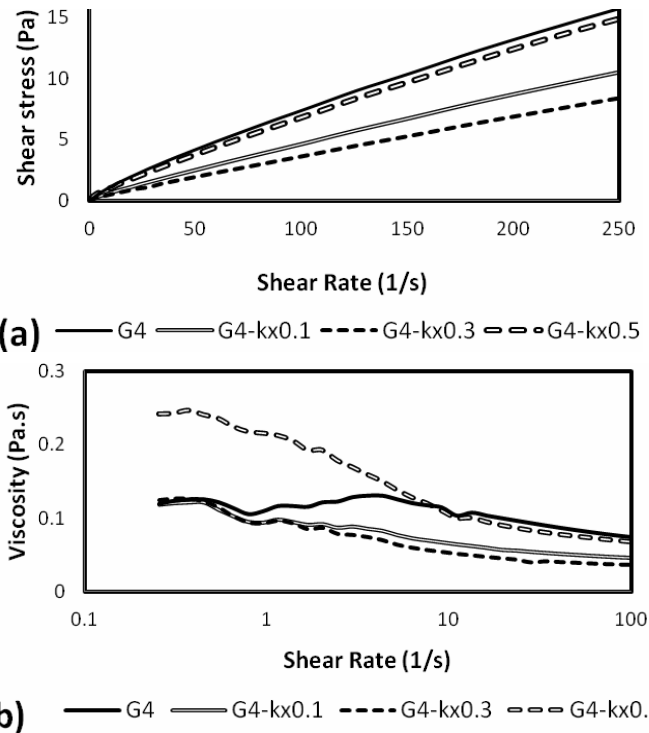 15
10
5
0
Shear stress (Pa)
0 50 100 150 200 250
Shear Rate (1/s)
(a) G4 G4-kx0.1 G4-kx0.3 G4-kx0.5
0.3
0.2
0.1
0
Viscosity (Pa.s)
0.1 1 10 100
Shear Rate (1/s)
b) G4 G4-kx0.1 G4-kx0.3 G4-kx0.